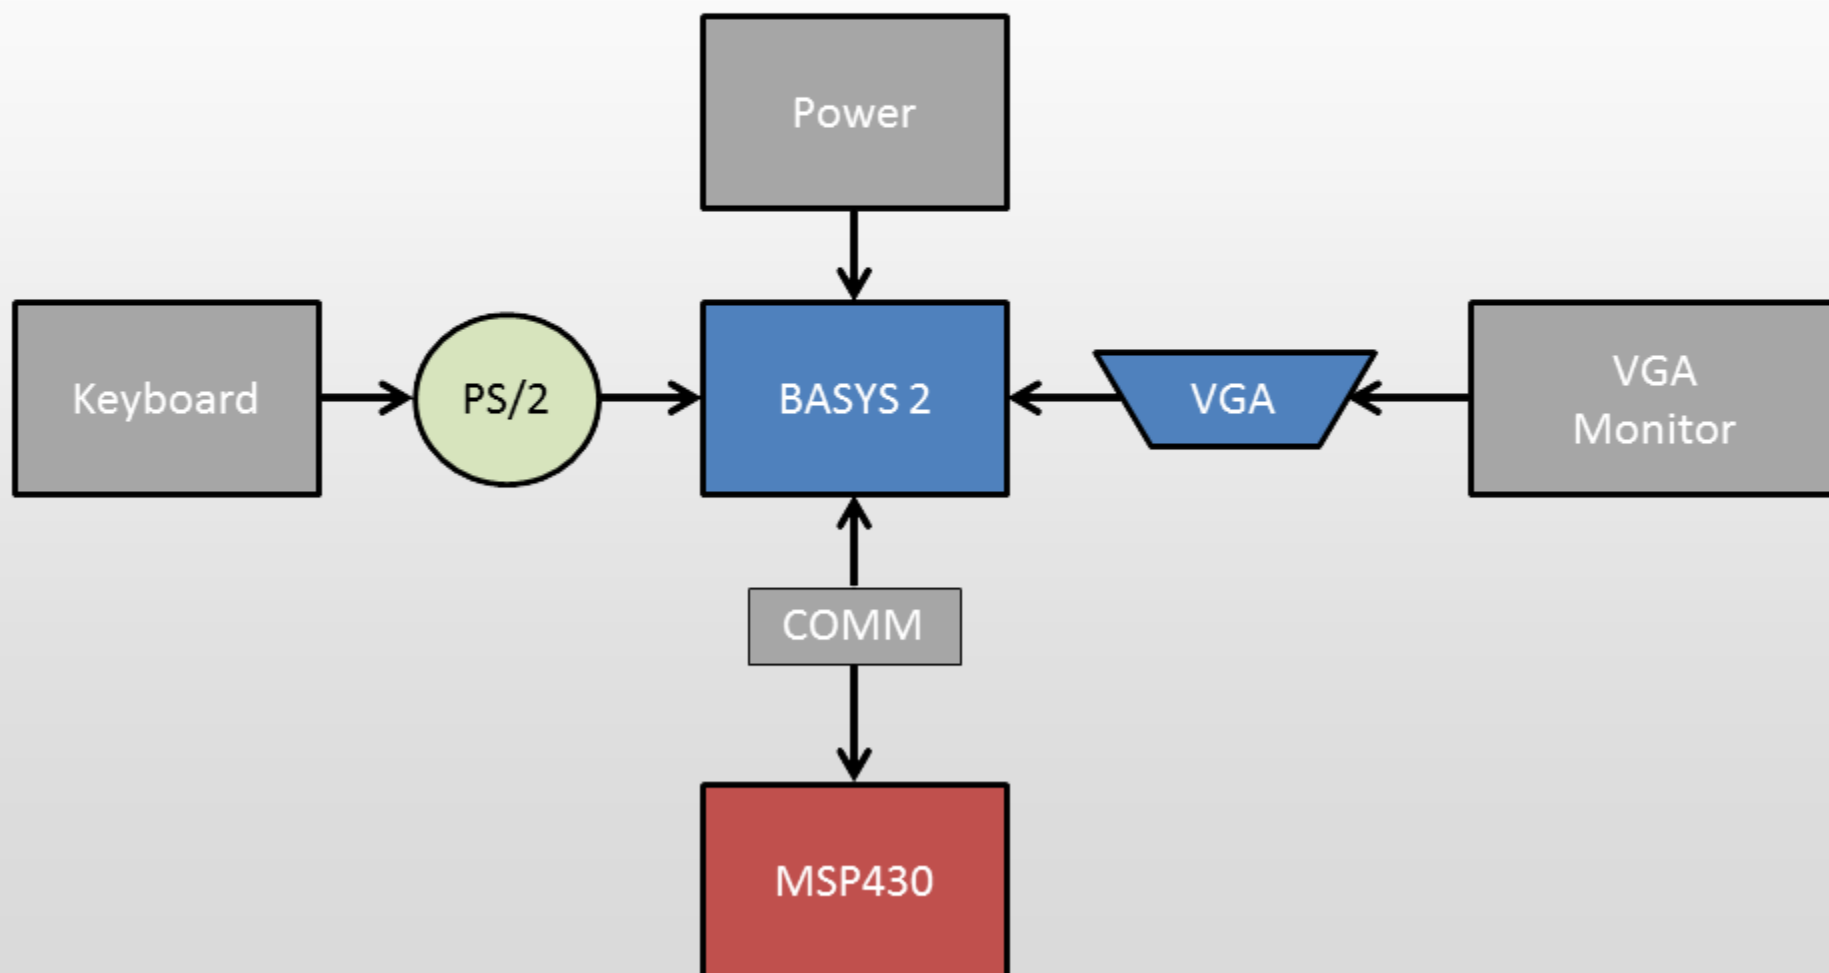 Power
Keyboard
PS/2
BASYS 2
VGA
VGA
Monitor
COMM
MSP430